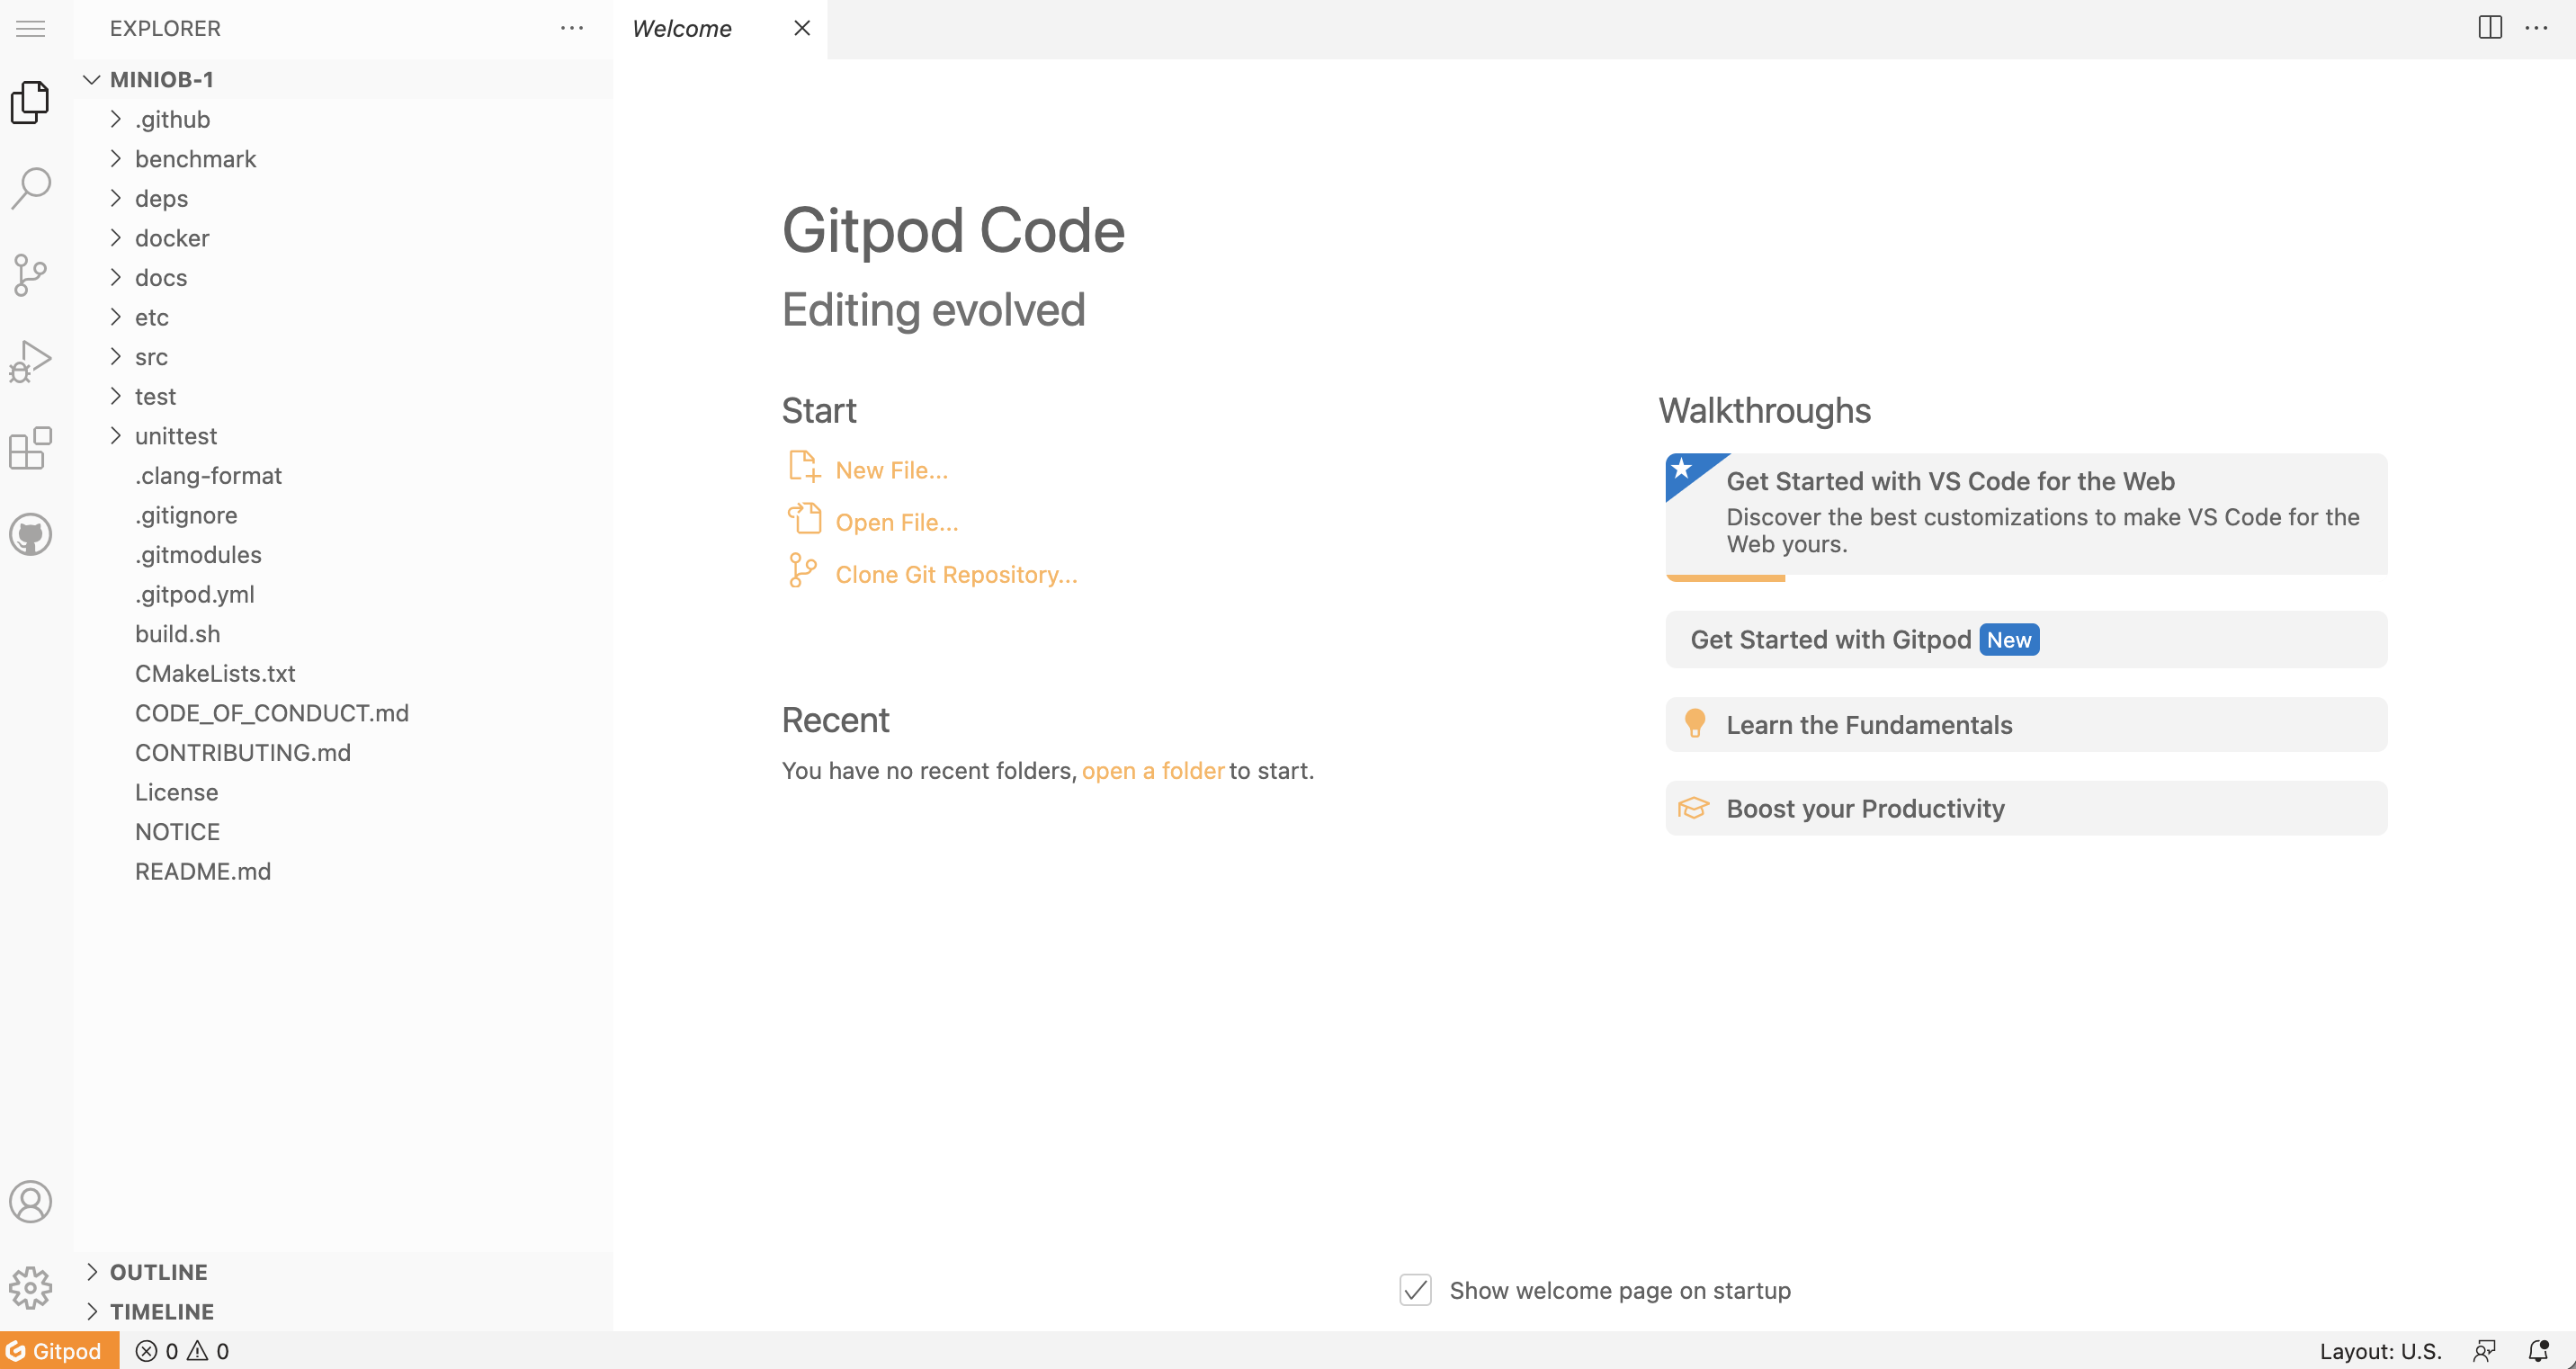 EXPLORER
Welcome
MINIOB-1
.github
benchmark
deps
docker
docs
etc
src
test
unittest
.clang-format
.gitignore
.gitmodules
.gitpod.yml
build.sh
CMakeLists.txt
CODE_OF_CONDUCT.md
CONTRIBUTING.md
License
NOTICE
README.md
OUTLINE
TIMELINE
Gitpod Code
Editing evolved
Start
New File...
Open File...
Clone Git Repository...
Recent
You have no recent folders, open a folder to start.
Walkthroughs
Get Started with VS Code for the Web
Discover the best customizations to make VS Code for the
Web yours.
Get Started with Gitpod New
Learn the Fundamentals
Boost your Productivity
Show welcome page on startup
Gitpod 0 0 Layout: U.S.